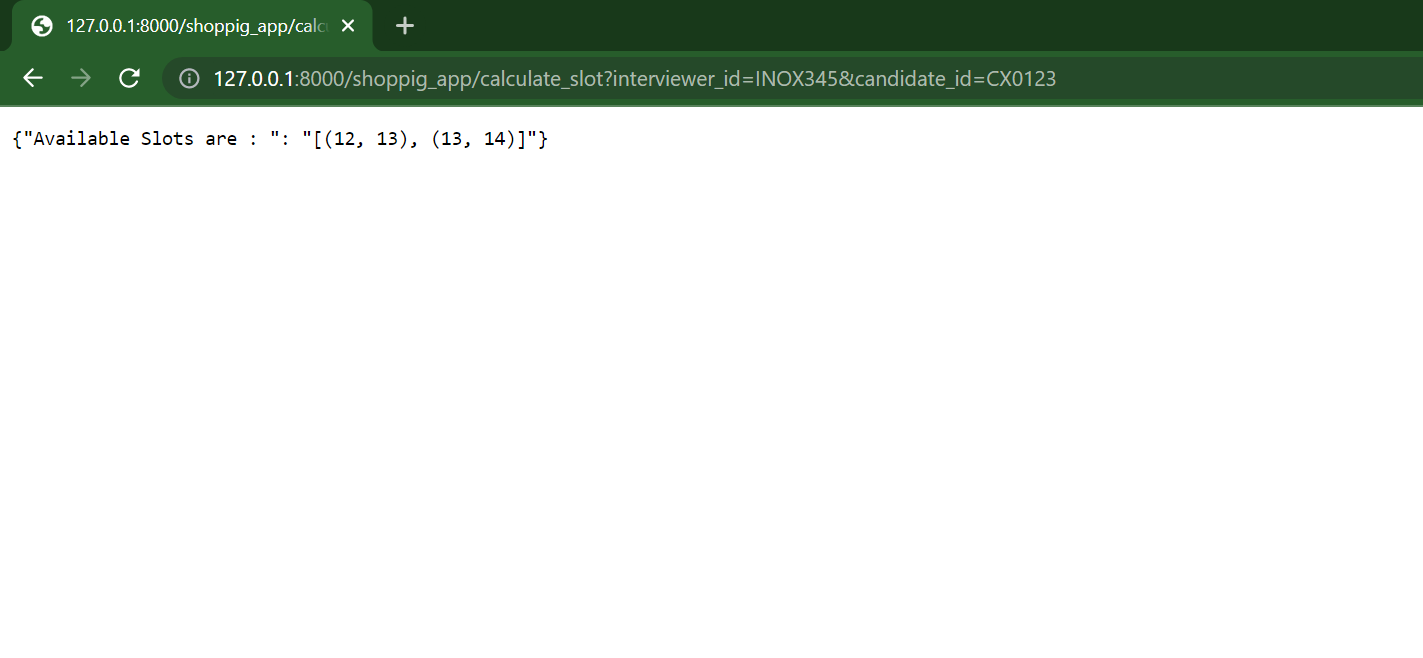 127.0.0.1:8000/shoppig_app/calc
127.0.0.1:8000/shoppig_app/calculate_slot?interviewer_id=INOX345&candidate_id=CX0123
{"Available Slots are : ": "[(12, 13), (13, 14)]"}